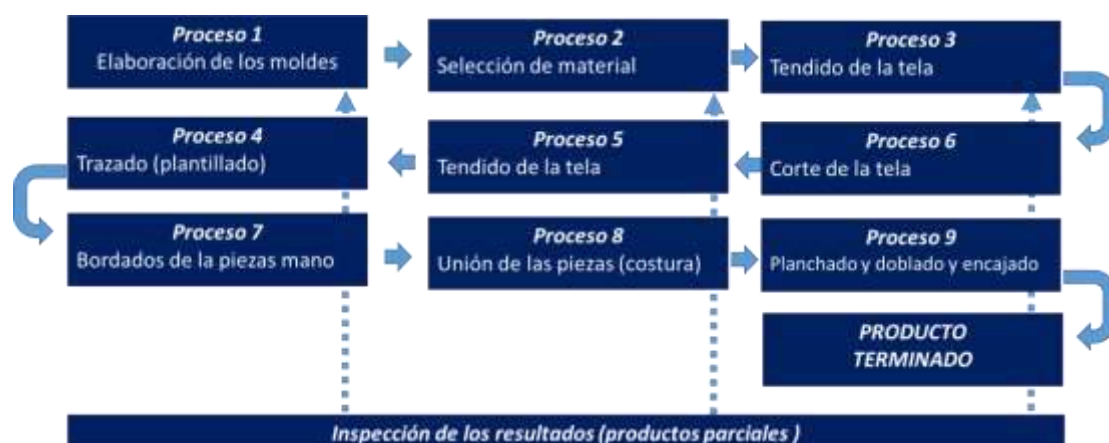 Proceso 1
Elaboración de los moldes
Proceso 2
Selección de material
Proceso 3
Tendido de la tela
Proceso 4
Trazado (plantillado)
Proceso 5
Tendido de la tela
Proceso 6
Corte de la tela
Proceso 7
Bordados de la piezas mano
Proceso 8
Unión de las piezas (costura)
Proceso 9
Planchado y doblado y encajado
PRODUCTO
TERMINADO
Inspección de los resultados (productos parciales )